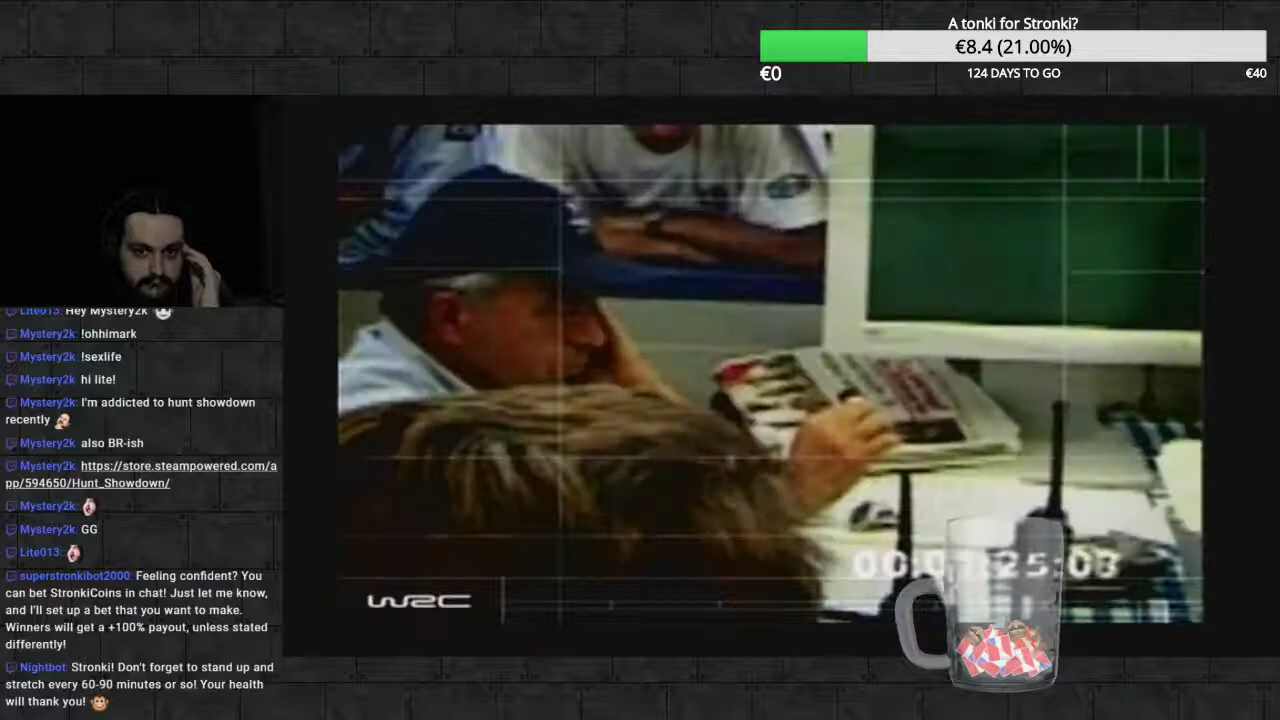 A tonki for Stronki?
€8.4 (21.00%)
€0
124 DAYS TO GO
€40
Lite013: Hey Mystery2k
Mystery2k: !ohhimark
Mystery2k: !sexlife
Mystery2k: hi lite!
Mystery2k: I'm addicted to hunt showdown
recently
Mystery2k: also BR-ish
Mystery2k: https://store.steampowered.com/a
pp/594650/Hunt_Showdown/
Mystery2k:
Mystery2k: GG
Lite013:
superstronkibot2000: Feeling confident? You
can bet StronkiCoins in chat! Just let me know,
and I'll set up a bet that you want to make.
Winners will get a +100% payout, unless stated
differently!
Nightbot: Stronki! Don't forget to stand up and
stretch every 60-90 minutes or so! Your health
will thank you!
WRC